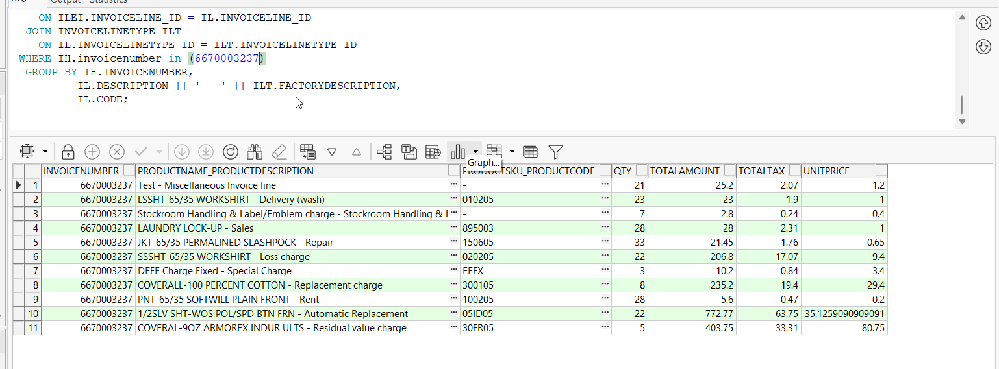 SQL Output Statistics
ON ILEI.INVOICELINE_ID = IL.INVOICELINE_ID
JOIN INVOICELINETYPE ILT
ON IL.INVOICELINETYPE_ID = ILT.INVOICELINETYPE_ID
WHERE IH.invoicenumber in (6670003237)
GROUP BY IH.INVOICENUMBER,
IL.DESCRIPTION || ' - ' || ILT.FACTORYDESCRIPTION,
IL.CODE;
Graph...
INVOICENUMBER PRODUCTNAME_PRODUCTDESCRIPTION PRODUCTSKU_PRODUCTCODE QTY TOTALAMOUNT TOTALTAX UNITPRICE
1 6670003237 Test - Miscellaneous Invoice line ... - ... 21 25.2 2.07 1.2
2 6670003237 LSSHT-65/35 WORKSHIRT - Delivery (wash) ... 010205 ... 23 23 1.9 1
3 6670003237 Stockroom Handling & Label/Emblem charge - Stockroom Handling & L ... - ... 7 2.8 0.24 0.4
4 6670003237 LAUNDRY LOCK-UP - Sales ... 895003 ... 28 28 2.31 1
5 6670003237 JKT-65/35 PERMALINED SLASHPOCK - Repair ... 150605 ... 33 21.45 1.76 0.65
6 6670003237 SSSHT-65/35 WORKSHIRT - Loss charge ... 020205 ... 22 206.8 17.07 9.4
7 6670003237 DEFE Charge Fixed - Special Charge ... EEFX ... 3 10.2 0.84 3.4
8 6670003237 COVERALL-100 PERCENT COTTON - Replacement charge ... 300105 ... 8 235.2 19.4 29.4
9 6670003237 PNT-65/35 SOFTWILL PLAIN FRONT - Rent ... 100205 ... 28 5.6 0.47 0.2
10 6670003237 1/2SLV SHT-WOS POL/SPD BTN FRN - Automatic Replacement ... 05ID05 ... 22 772.77 63.75 35.1259090909091
11 6670003237 COVERAL-9OZ ARMOREX INDUR ULTS - Residual value charge ... 30FR05 ... 5 403.75 33.31 80.75